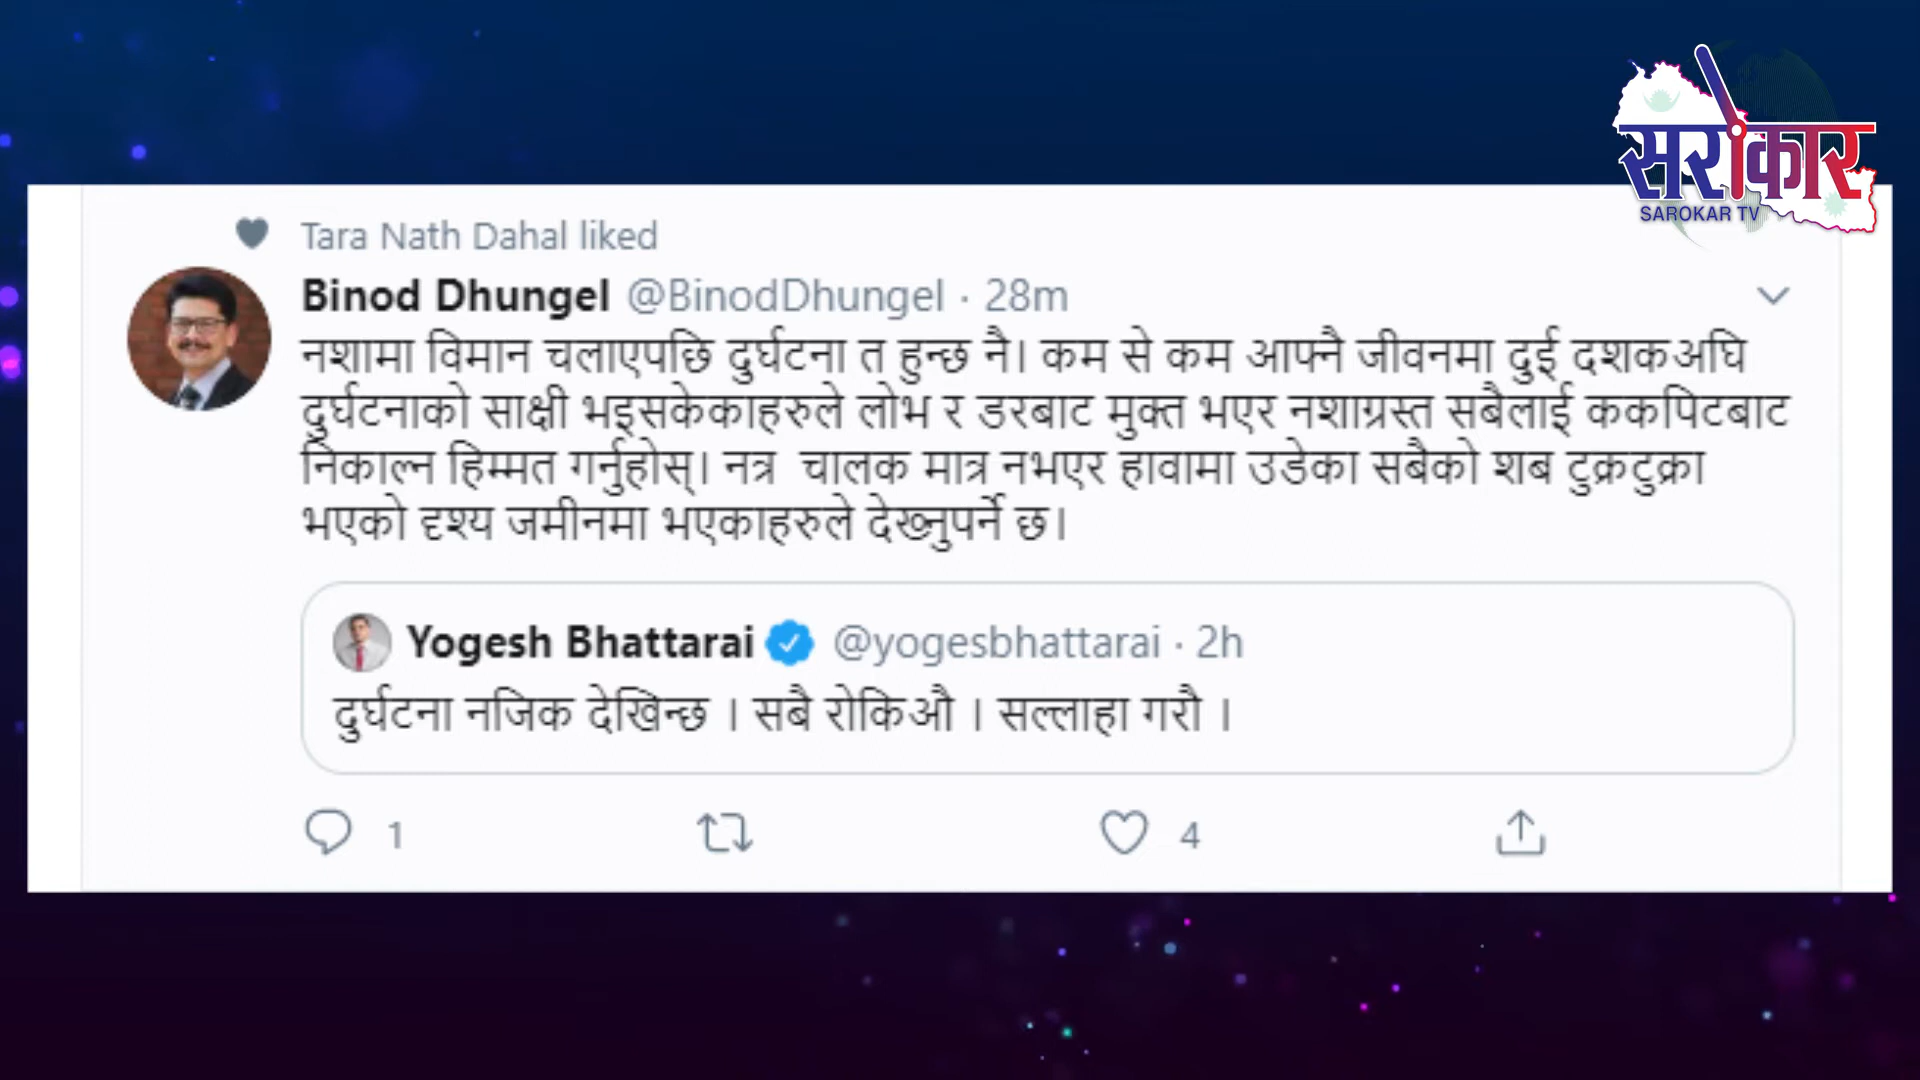 सरोकार
SAROKAR TV
Tara Nath Dahal liked
Binod Dhungel @BinodDhungel · 28m
नशामा विमान चलाएपछि दुर्घटना त हुन्छ नै। कम से कम आफ्नै जीवनमा दुई दशकअघि
दुर्घटनाको साक्षी भइसकेकाहरुले लोभ र डरबाट मुक्त भएर नशाग्रस्त सबैलाई ककपिटबाट
निकाल्न हिम्मत गर्नुहोस्। नत्र चालक मात्र नभएर हावामा उडेका सबैको शब टुक्रटुक्रा
भएको दृश्य जमीनमा भएकाहरुले देख्नुपर्ने छ।
Yogesh Bhattarai @yogesbhattarai · 2h
दुर्घटना नजिक देखिन्छ । सबै रोकिऔ । सल्लाहा गरौ ।
1 4